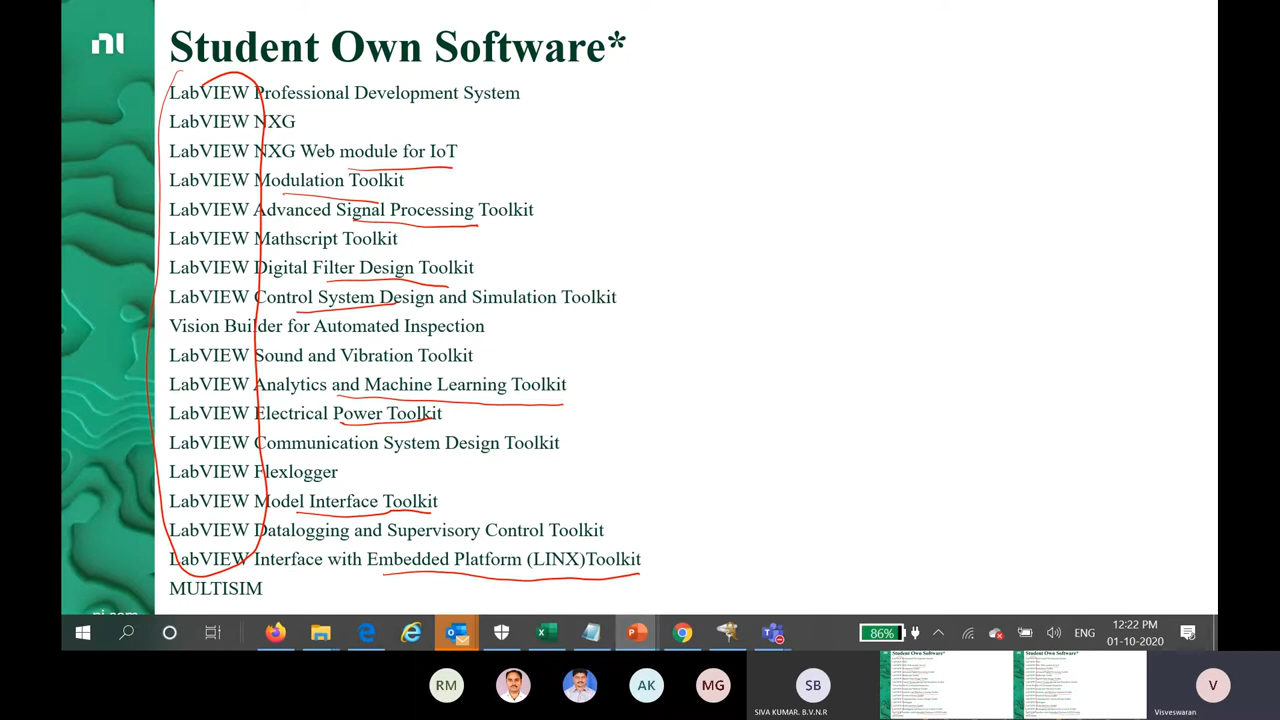 ni
Student Own Software*
LabVIEW Professional Development System
LabVIEW NXG
LabVIEW NXG Web module for IoT
LabVIEW Modulation Toolkit
LabVIEW Advanced Signal Processing Toolkit
LabVIEW Mathscript Toolkit
LabVIEW Digital Filter Design Toolkit
LabVIEW Control System Design and Simulation Toolkit
Vision Builder for Automated Inspection
LabVIEW Sound and Vibration Toolkit
LabVIEW Analytics and Machine Learning Toolkit
LabVIEW Electrical Power Toolkit
LabVIEW Communication System Design Toolkit
LabVIEW Flexlogger
LabVIEW Model Interface Toolkit
LabVIEW Datalogging and Supervisory Control Toolkit
LabVIEW Interface with Embedded Platform (LINX)Toolkit
MULTISIM
86% ENG 12:22 PM
01-10-2020
MG
SIVA KUMAR. B.V.N.R
Visveswaran